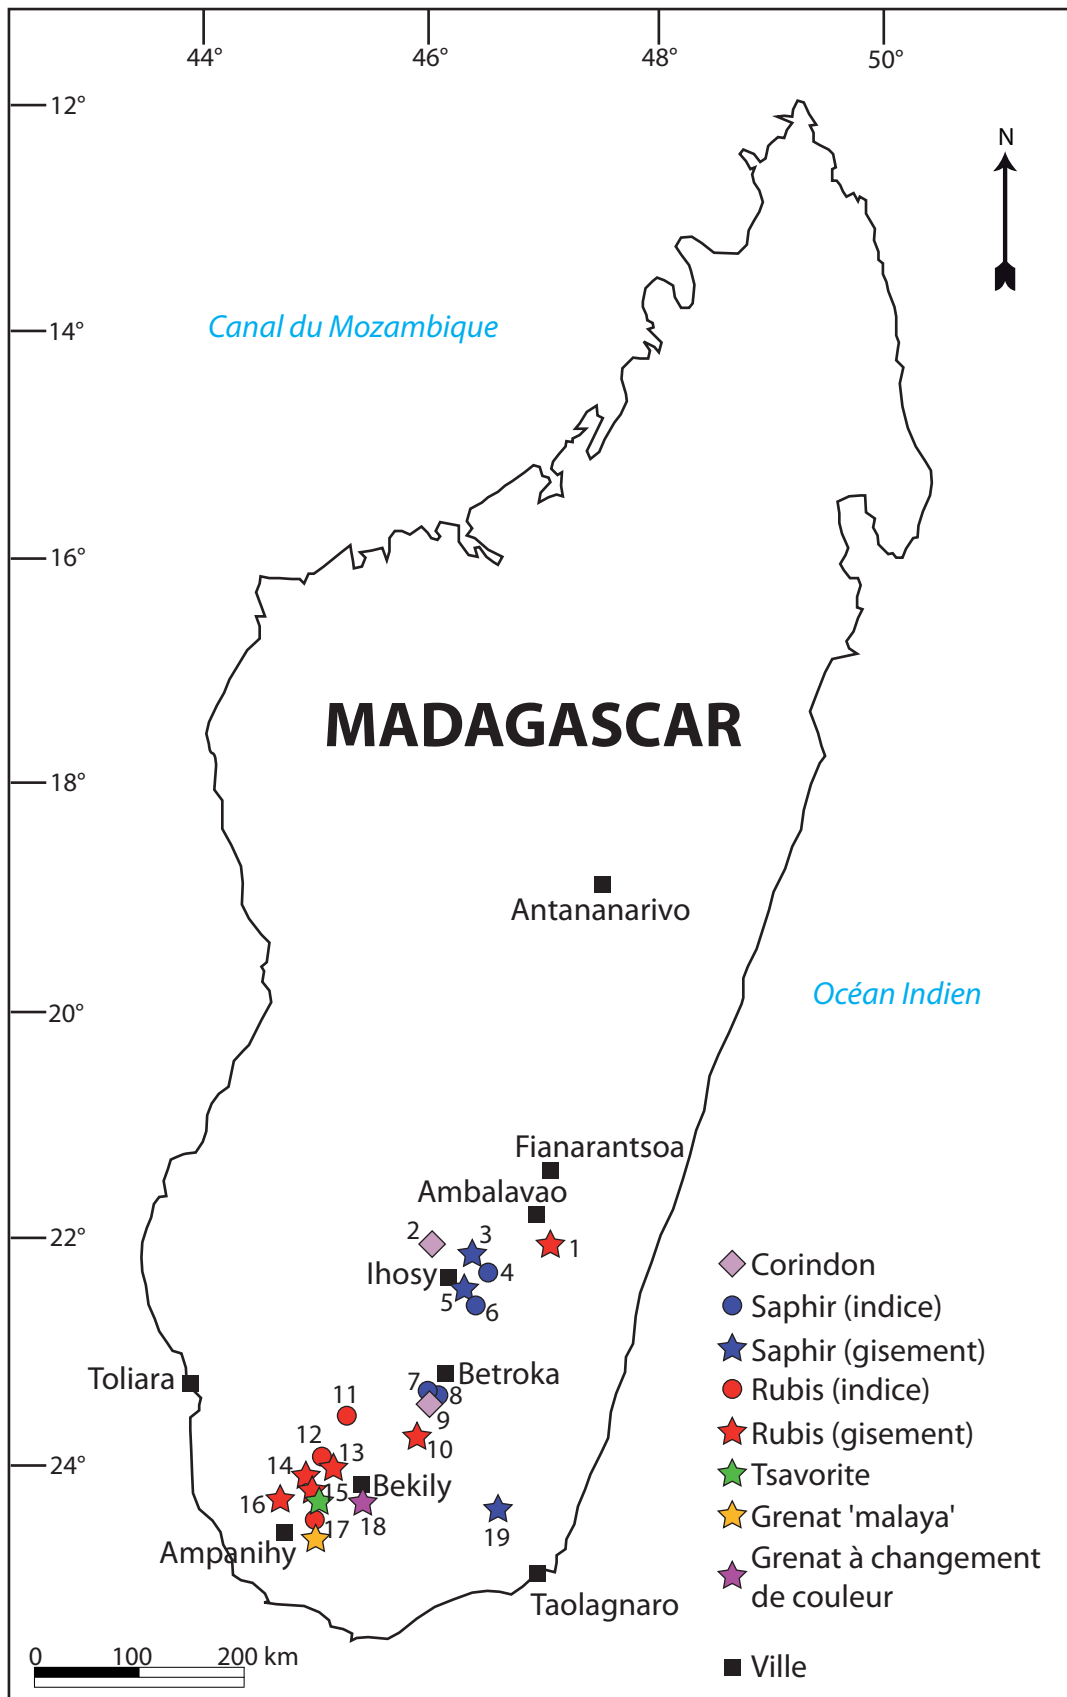 44°
46°
48°
50°
12°
N
Canal du Mozambique
14°
16°
MADAGASCAR
18°
Antananarivo
Océan Indien
20°
Fianarantsoa
Ambalavao
22°
2
3
1
Ihosy
4
5
6
Toliara
7
Betroka
8
9
11
10
12
13
24°
14
Bekily
15
16
17
18
19
Ampanihy
Taolagnaro
Corindon
Saphir (indice)
Saphir (gisement)
Rubis (indice)
Rubis (gisement)
Tsavorite
Grenat 'malaya'
Grenat à changement
de couleur
Ville
0 100 200 km